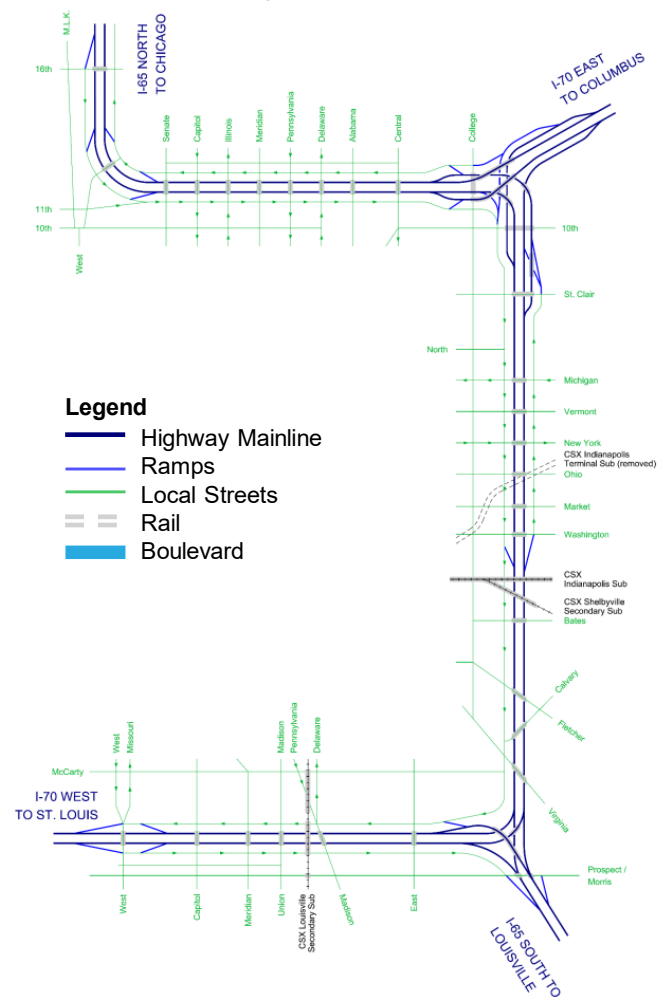 M.L.K.
I-65 NORTH
TO CHICAGO
I-70 EAST
TO COLUMBUS
16th
Senate
Capitol
Illinois
Meridian
Pennsylvania
Delaware
Alabama
Central
College
11th
10th
10th
West
St. Clair
North
Michigan
Vermont
New York
CSX Indianapolis
Terminal Sub (removed)
Ohio
Market
Washington
CSX
Indianapolis Sub
CSX Shelbyville
Secondary Sub
Bates
Legend
Highway Mainline
Ramps
Local Streets
Rail
Boulevard
Calvary
Fletcher
Virginia
West
Missouri
Madison
Pennsylvania
Delaware
McCarty
I-70 WEST
TO ST. LOUIS
Prospect /
Morris
West
Capitol
Meridian
Union
CSX Louisville
Secondary Sub
Madison
East
I-65 SOUTH TO
LOUISVILLE